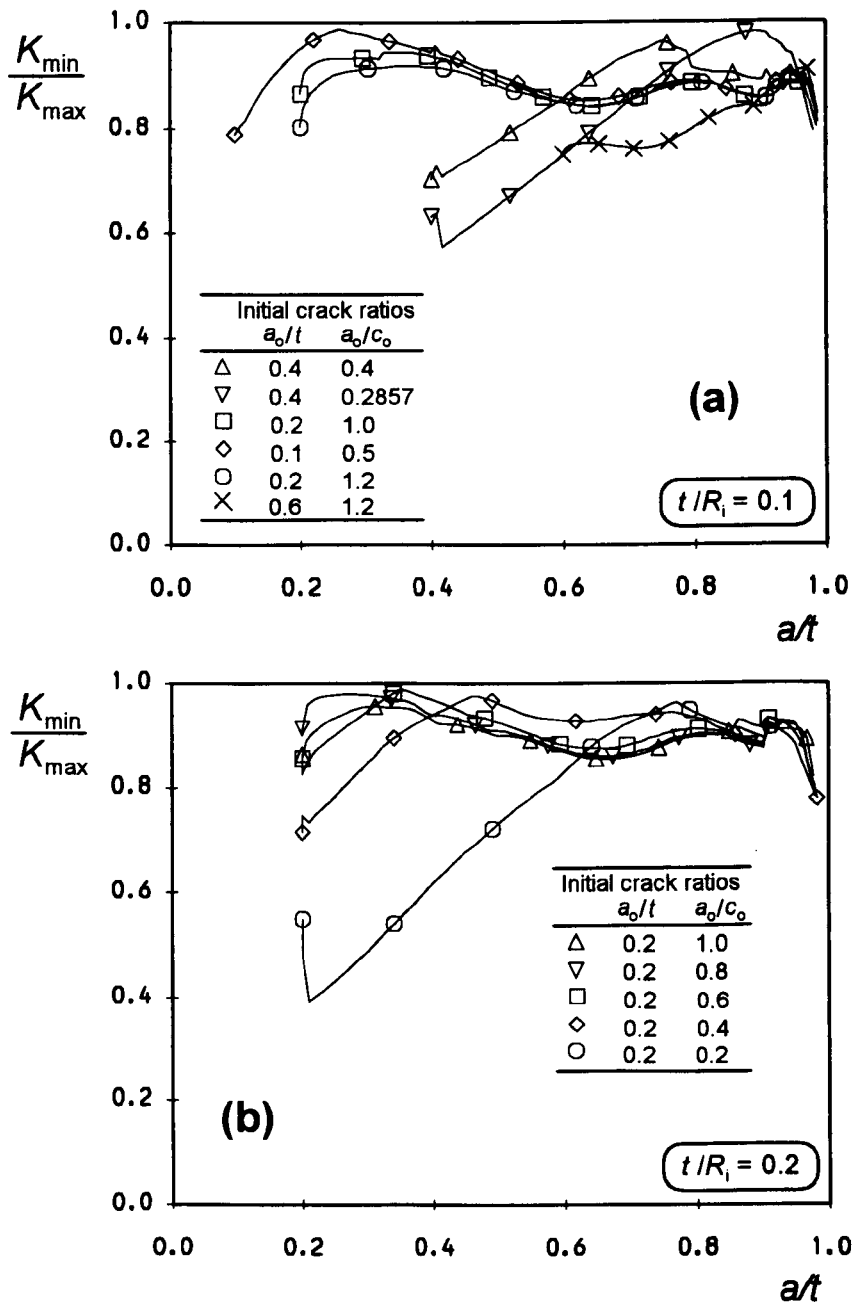 K_min / K_max
1.0
0.8
0.6
0.4
0.2
0.0
Initial crack ratios
a_o/t a_o/c_o
△ 0.4 0.4
▽ 0.4 0.2857
□ 0.2 1.0
◇ 0.1 0.5
○ 0.2 1.2
× 0.6 1.2
(a)
t/R_i = 0.1
0.0 0.2 0.4 0.6 0.8 1.0
a/t
K_min / K_max
1.0
0.8
0.6
0.4
0.2
0.0
Initial crack ratios
a_o/t a_o/c_o
△ 0.2 1.0
▽ 0.2 0.8
□ 0.2 0.6
◇ 0.2 0.4
○ 0.2 0.2
(b)
t/R_i = 0.2
0.0 0.2 0.4 0.6 0.8 1.0
a/t